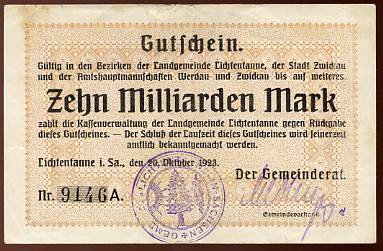 Gutschein.
Gültig in den Bezirken der Landgemeinde Lichtentanne, der Stadt Zwickau
und der Amtshauptmannschaften Werdau und Zwickau bis auf weiteres.
Zehn Milliarden Mark
zahlt die Kassenverwaltung der Landgemeinde Lichtentanne gegen Rückgabe
dieses Gutscheines. — Der Schluß der Laufzeit dieses Gutscheines wird seinerzeit
amtlich bekanntgemacht werden.
Lichtentanne i. Sa., den 20. Oktober 1923.
Der Gemeinderat.
Nr. 9146 A.
Gemeindevorstand.